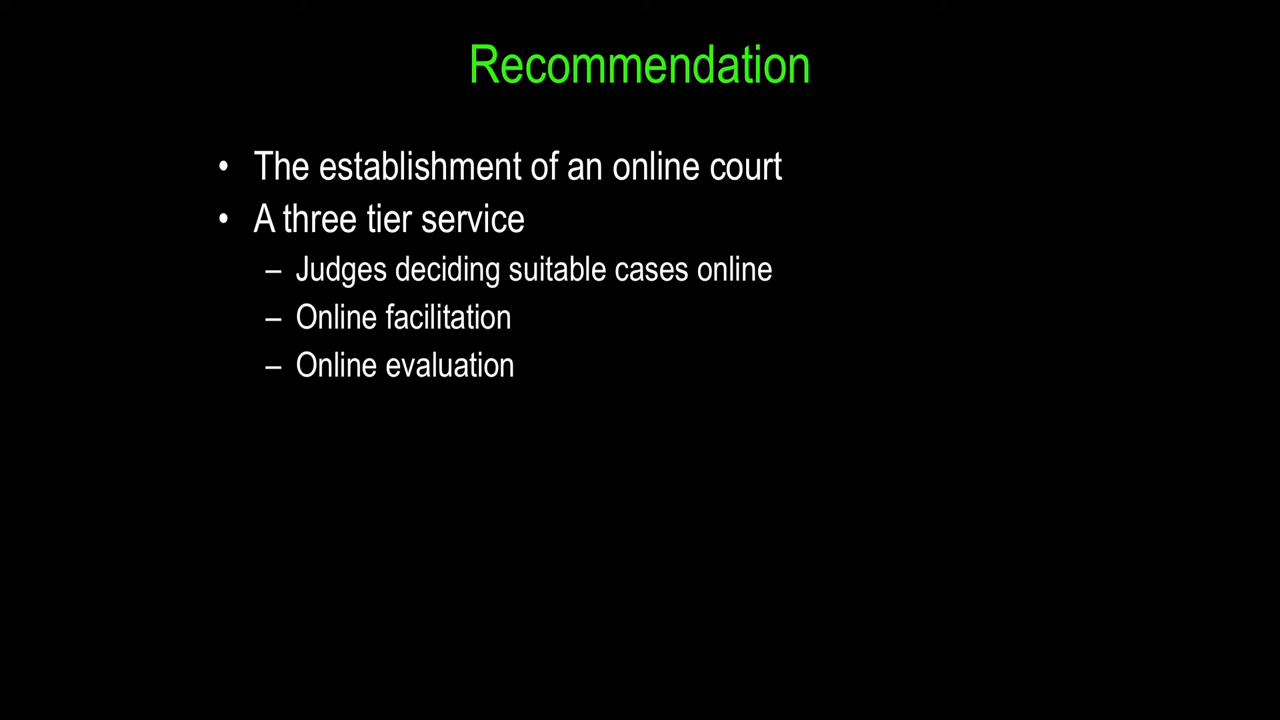 Recommendation
• The establishment of an online court
• A three tier service
– Judges deciding suitable cases online
– Online facilitation
– Online evaluation